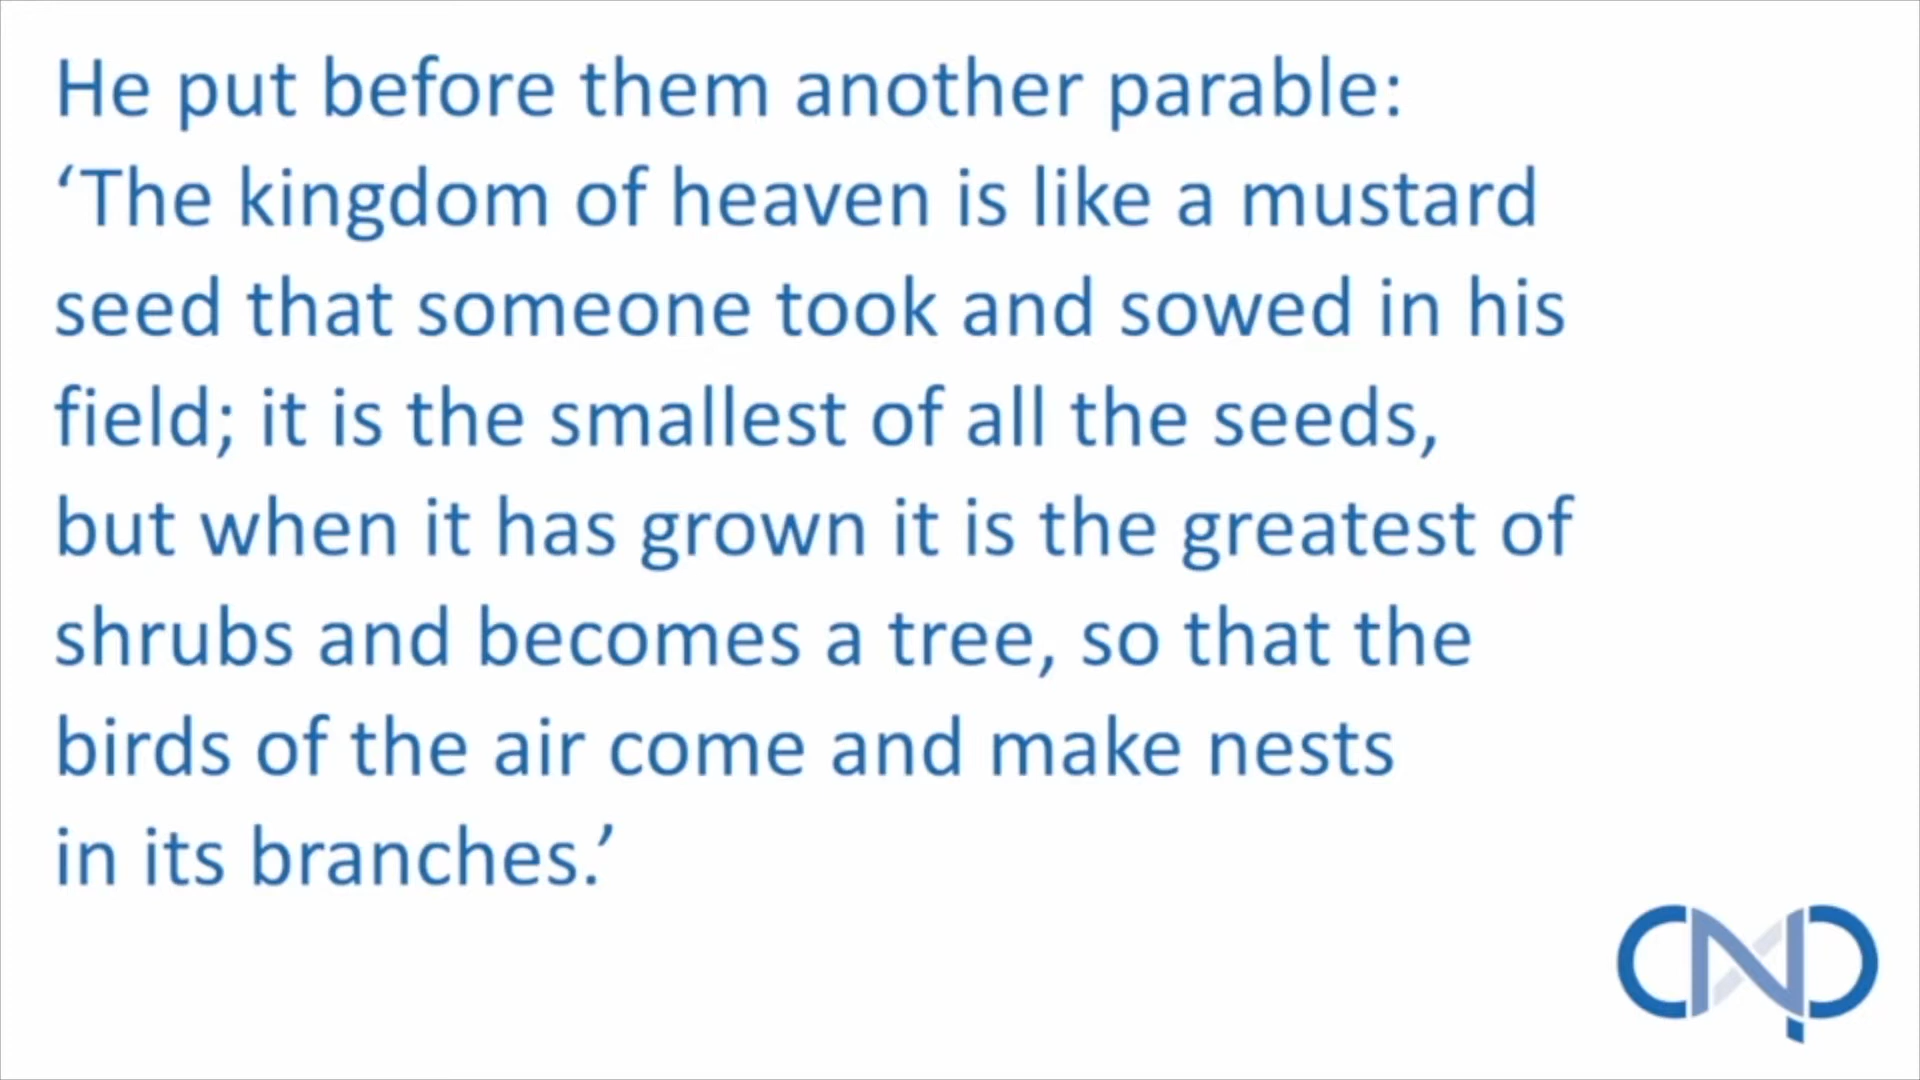 He put before them another parable:
‘The kingdom of heaven is like a mustard
seed that someone took and sowed in his
field; it is the smallest of all the seeds,
but when it has grown it is the greatest of
shrubs and becomes a tree, so that the
birds of the air come and make nests
in its branches.’
CNP